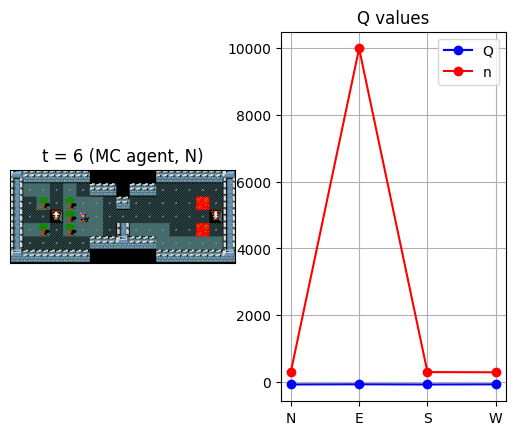 Q values
t = 6 (MC agent, N)
Q
n
10000
8000
6000
4000
2000
0
N E S W